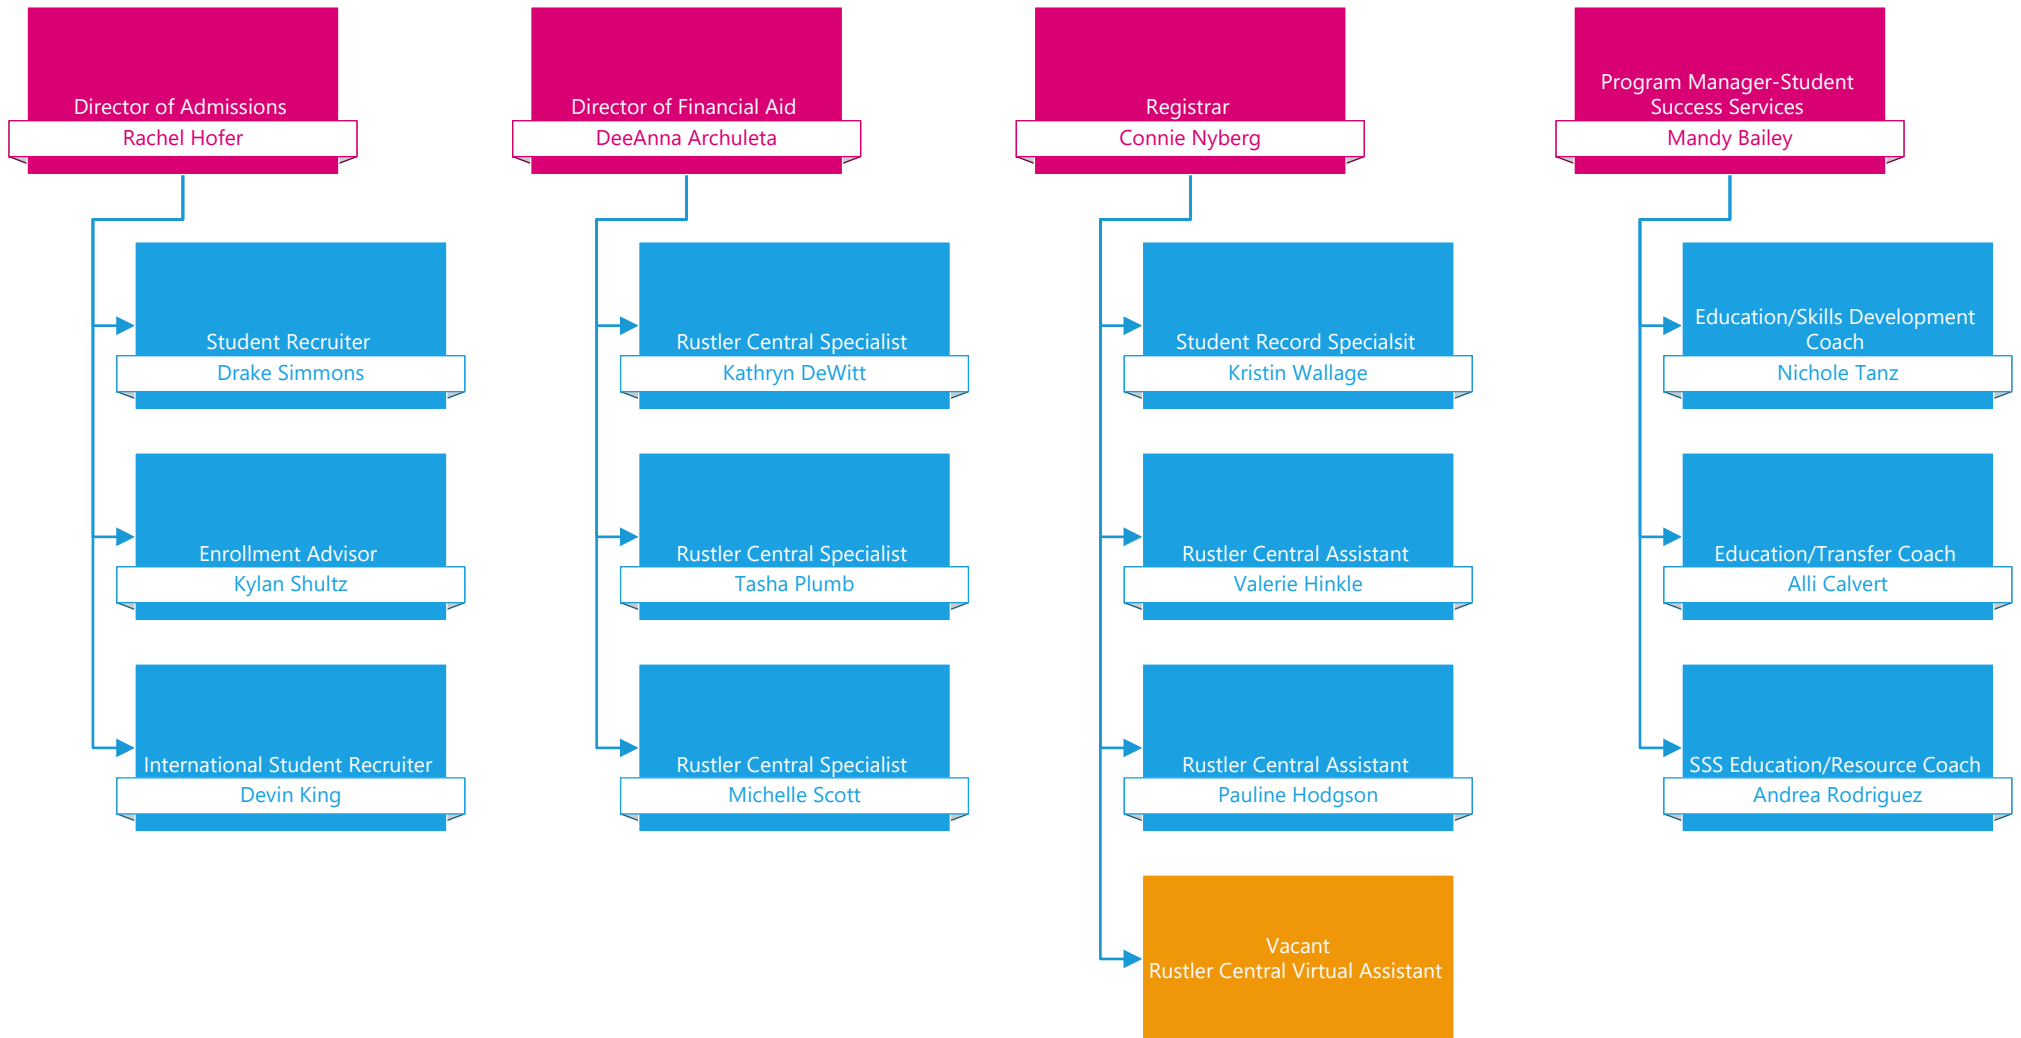 Director of Admissions
Rachel Hofer
Student Recruiter
Drake Simmons
Enrollment Advisor
Kylan Shultz
International Student Recruiter
Devin King
Director of Financial Aid
DeeAnna Archuleta
Rustler Central Specialist
Kathryn DeWitt
Rustler Central Specialist
Tasha Plumb
Rustler Central Specialist
Michelle Scott
Registrar
Connie Nyberg
Student Record Specialsit
Kristin Wallage
Rustler Central Assistant
Valerie Hinkle
Rustler Central Assistant
Pauline Hodgson
Vacant
Rustler Central Virtual Assistant
Program Manager-Student
Success Services
Mandy Bailey
Education/Skills Development
Coach
Nichole Tanz
Education/Transfer Coach
Alli Calvert
SSS Education/Resource Coach
Andrea Rodriguez